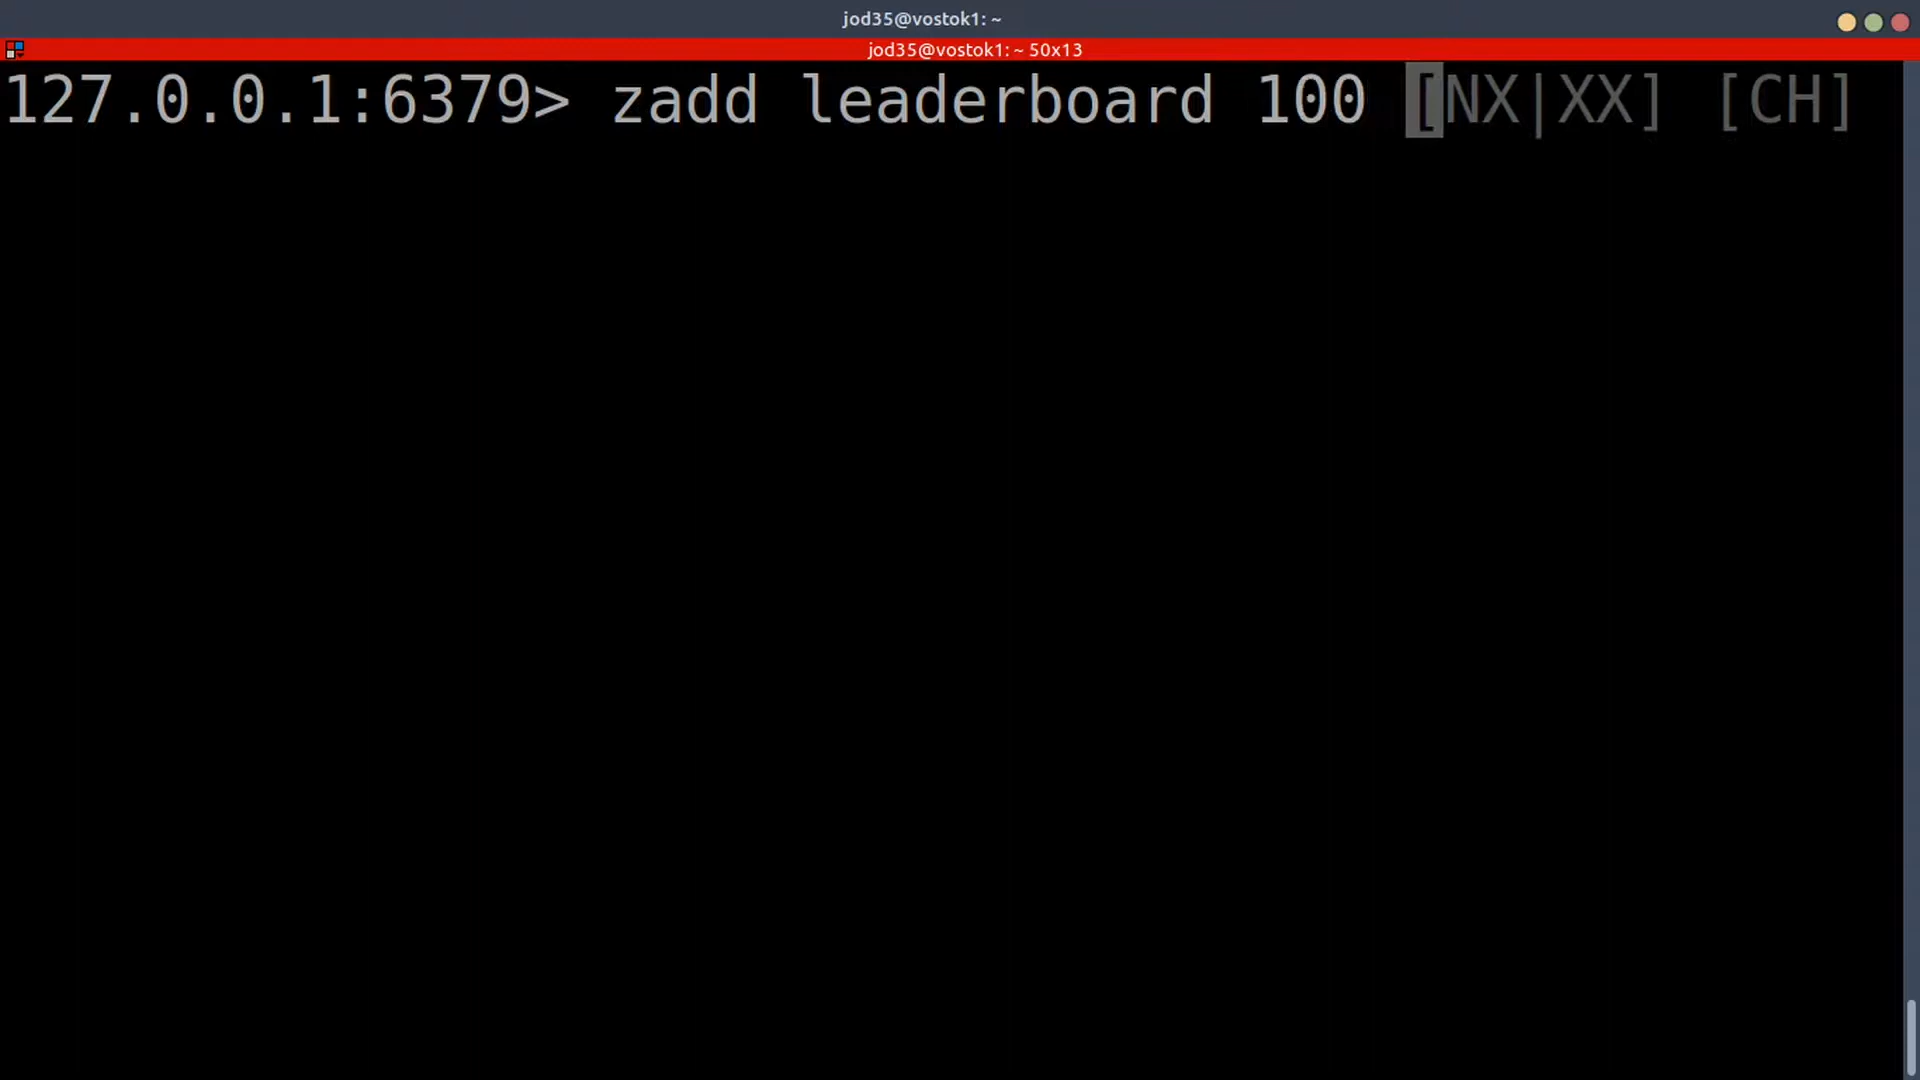 jod35@vostok1: ~
jod35@vostok1: ~ 50x13
127.0.0.1:6379> zadd leaderboard 100 [NX|XX] [CH]